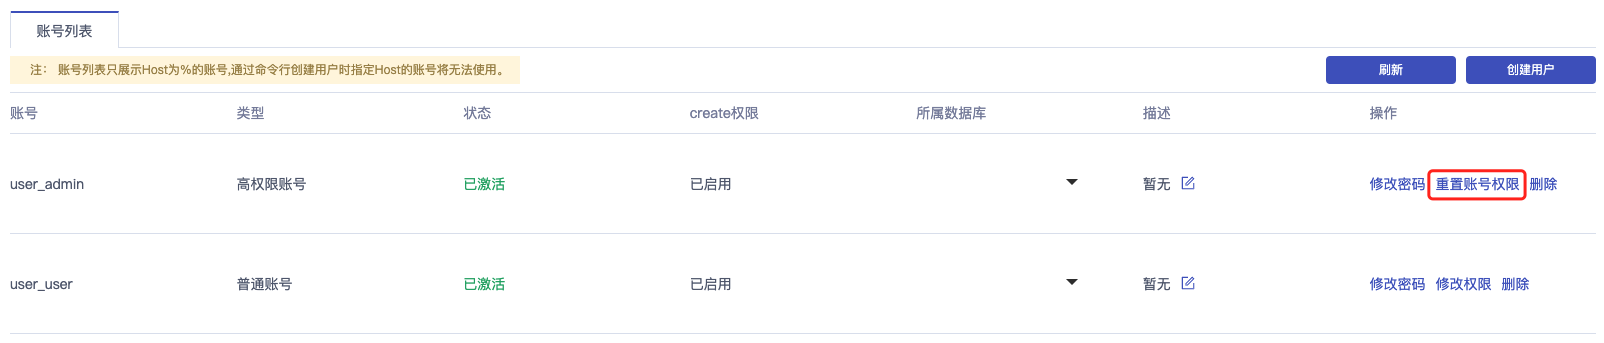 账号列表
注： 账号列表只展示Host为%的账号,通过命令行创建用户时指定Host的账号将无法使用。 刷新 创建用户
账号 类型 状态 create权限 所属数据库 描述 操作
user_admin 高权限账号 已激活 已启用 暂无 修改密码 重置账号权限 删除
user_user 普通账号 已激活 已启用 暂无 修改密码 修改权限 删除